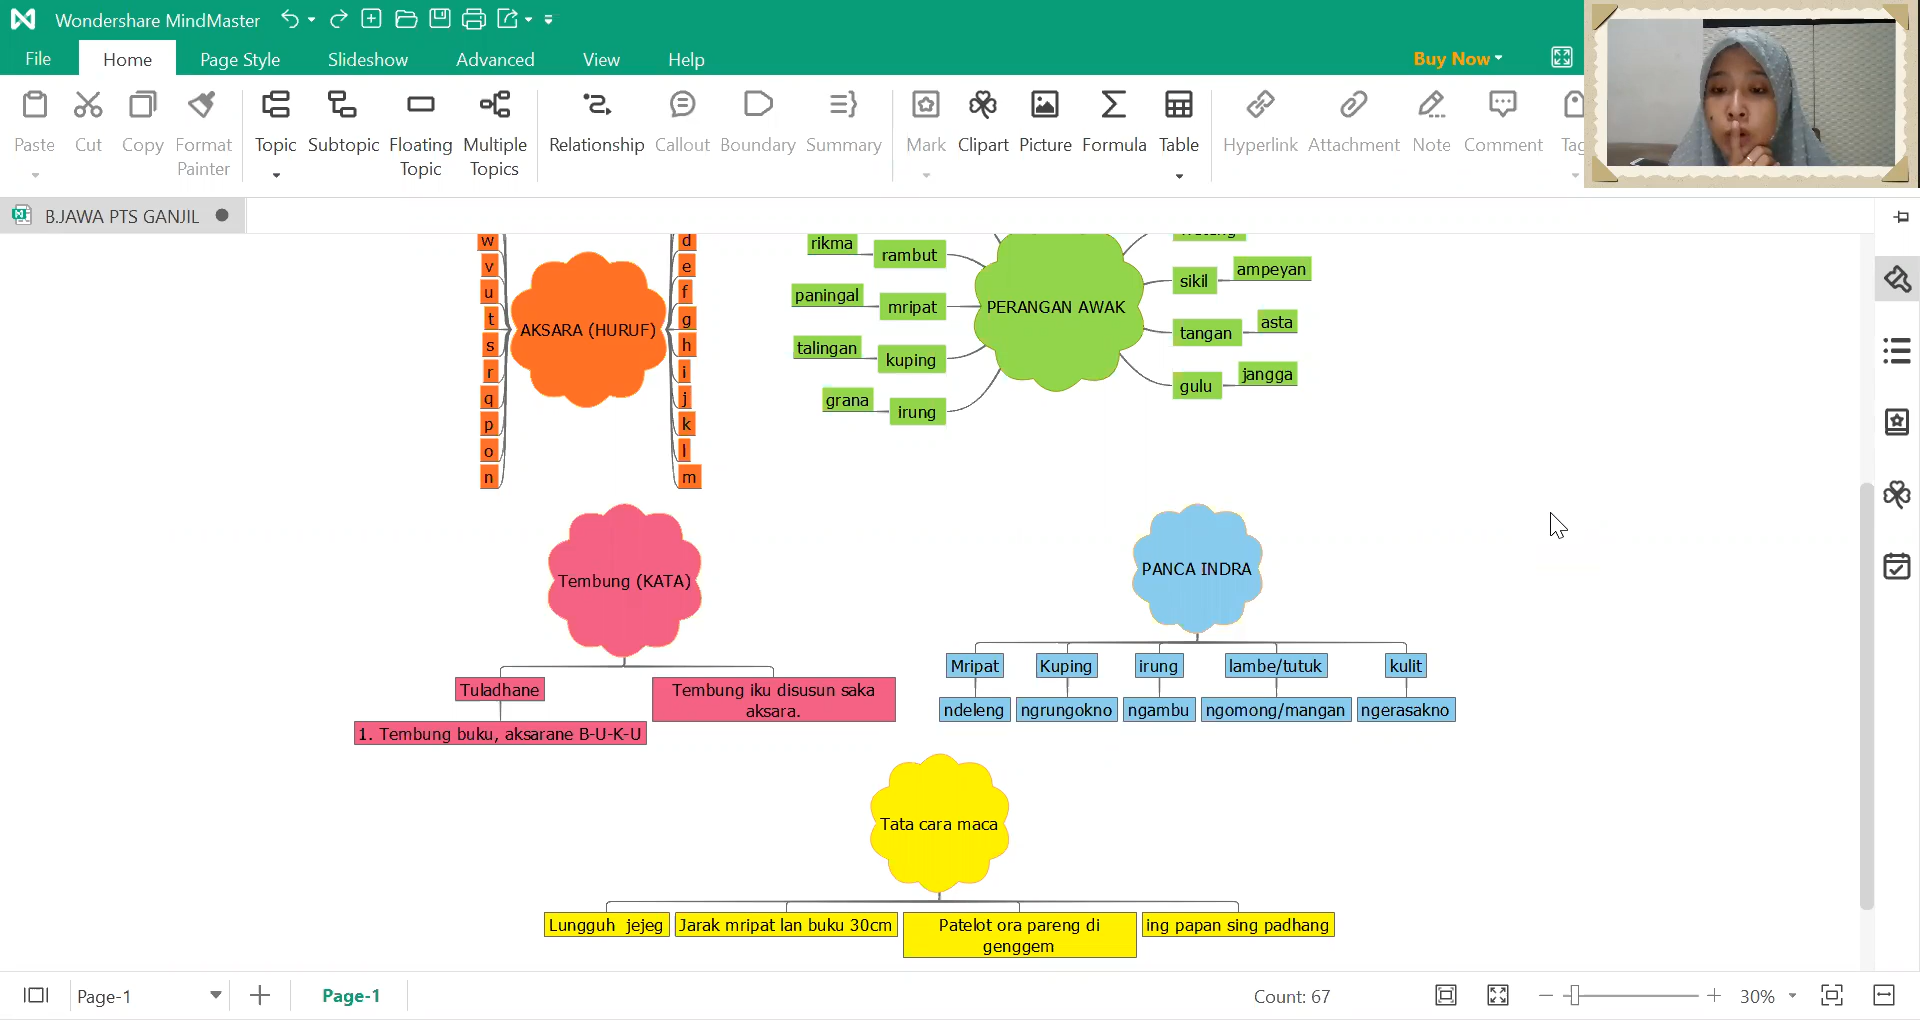 Wondershare MindMaster
File
Home
Page Style
Slideshow
Advanced
View
Help
Buy Now
Paste
Cut
Copy
Format
Painter
Topic
Subtopic
Floating
Topic
Multiple
Topics
Relationship
Callout
Boundary
Summary
Mark
Clipart
Picture
Formula
Table
Hyperlink
Attachment
Note
Comment
B.JAWA PTS GANJIL
w
v
u
t
s
r
q
p
o
n
AKSARA (HURUF)
d
e
f
g
h
i
j
k
l
m
rikma
rambut
paningal
mripat
talingan
kuping
grana
irung
PERANGAN AWAK
sikil
ampeyan
tangan
asta
gulu
jangga
Tembung (KATA)
Tuladhane
1. Tembung buku, aksarane B-U-K-U
Tembung iku disusun saka
aksara.
PANCA INDRA
Mripat
Kuping
irung
lambe/tutuk
kulit
ndeleng
ngrungokno
ngambu
ngomong/mangan
ngerasakno
Tata cara maca
Lungguh jejeg
Jarak mripat lan buku 30cm
Patelot ora pareng di
genggem
ing papan sing padhang
Page-1
Page-1
Count: 67
30%